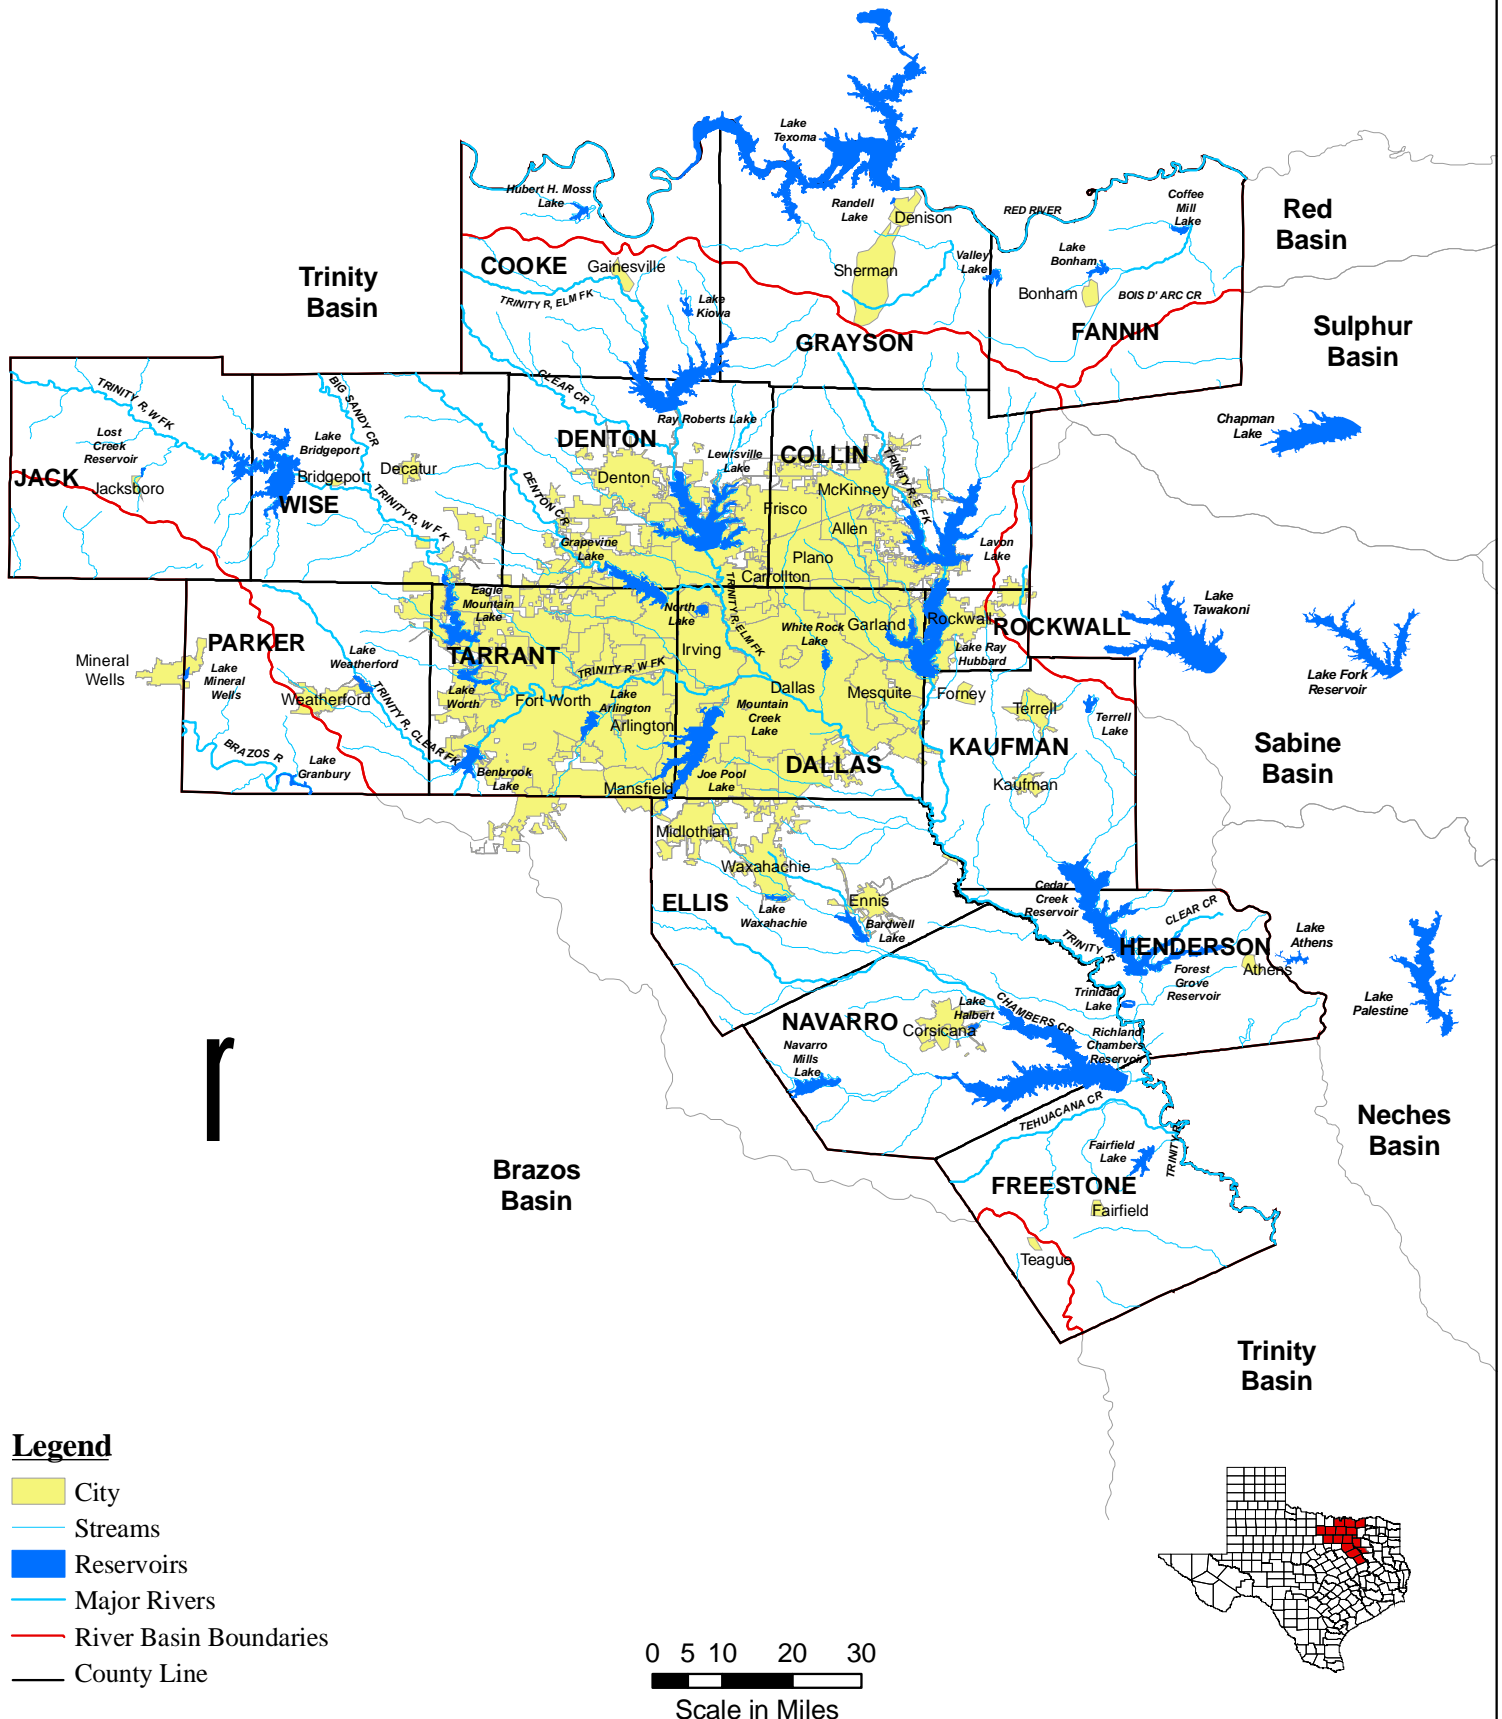 Lake
Texoma
Hubert H. Moss
Lake
Randell
Lake
Denison
RED RIVER
Coffee
Mill
Lake
Red
Basin
Trinity
Basin
COOKE
Gainesville
TRINITY R, ELM FK
Lake
Kiowa
Sherman
Valley
Lake
Lake
Bonham
Bonham
BOIS D' ARC CR
FANNIN
GRAYSON
Sulphur
Basin
TRINITY R, W FK
BIG SANDY CR
CLEAR CR
Ray Roberts Lake
Chapman
Lake
Lost
Creek
Reservoir
JACK
Jacksboro
Lake
Bridgeport
Bridgeport
Decatur
WISE
TRINITY R, W FK
DENTON
Denton
DENTON CR
Lewisville
Lake
COLLIN
McKinney
TRINITY R, E FK
Frisco
Allen
Plano
Carrollton
Lavon
Lake
Grapevine
Lake
Eagle
Mountain
Lake
North
Lake
TRINITY R, ELM FK
White Rock
Lake
Garland
Rockwall
ROCKWALL
Lake Ray
Hubbard
Lake
Tawakoni
Lake Fork
Reservoir
Mineral
Wells
PARKER
Lake
Mineral
Wells
Lake
Weatherford
Weatherford
TRINITY R, CLEAR FK
BRAZOS R
Lake
Granbury
TARRANT
Lake
Worth
TRINITY R, W FK
Fort Worth
Lake
Arlington
Arlington
Benbrook
Lake
Mansfield
Irving
Dallas
Mountain
Creek
Lake
Mesquite
DALLAS
Joe Pool
Lake
Forney
Terrell
Terrell
Lake
KAUFMAN
Kaufman
Sabine
Basin
Midlothian
Waxahachie
ELLIS
Lake
Waxahachie
Ennis
Bardwell
Lake
Cedar
Creek
Reservoir
CLEAR CR
TRINITY R
HENDERSON
Lake
Athens
Athens
Forest
Grove
Reservoir
Trinidad
Lake
Lake
Palestine
NAVARRO
Corsicana
Lake
Halbert
CHAMBERS CR
Richland
Chambers
Reservoir
Navarro
Mills
Lake
TEHUACANA CR
Neches
Basin
Brazos
Basin
Fairfield
Lake
TRINITY R
FREESTONE
Fairfield
Teague
Trinity
Basin
r
Legend
City
Streams
Reservoirs
Major Rivers
River Basin Boundaries
County Line
0 5 10 20 30
Scale in Miles